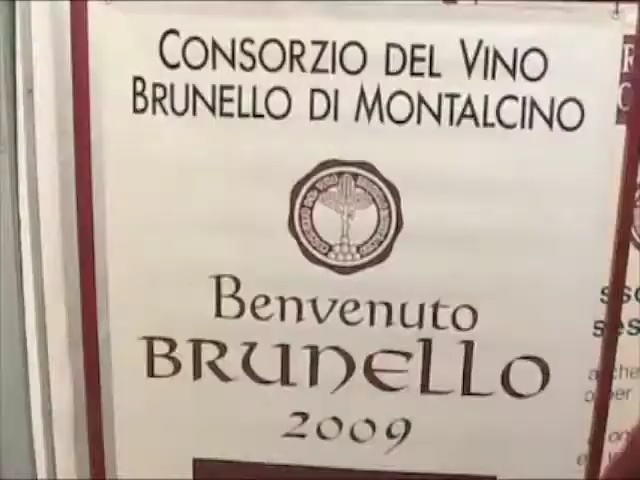 CONSORZIO DEL VINO
BRUNELLO DI MONTALCINO
Benvenuto
BRUNELLO
2009